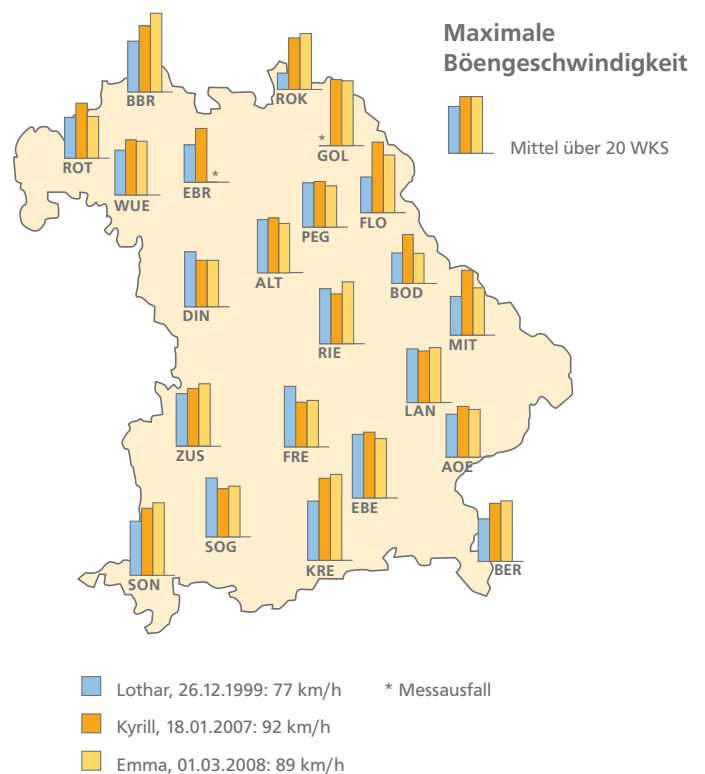 Maximale
Böengeschwindigkeit
Mittel über 20 WKS
BBR
ROK
ROT
WUE
EBR
*
*
GOL
PEG
FLO
ALT
BOD
DIN
RIE
MIT
LAN
ZUS
FRE
AOE
EBE
SOG
SON
KRE
BER
Lothar, 26.12.1999: 77 km/h
* Messausfall
Kyrill, 18.01.2007: 92 km/h
Emma, 01.03.2008: 89 km/h